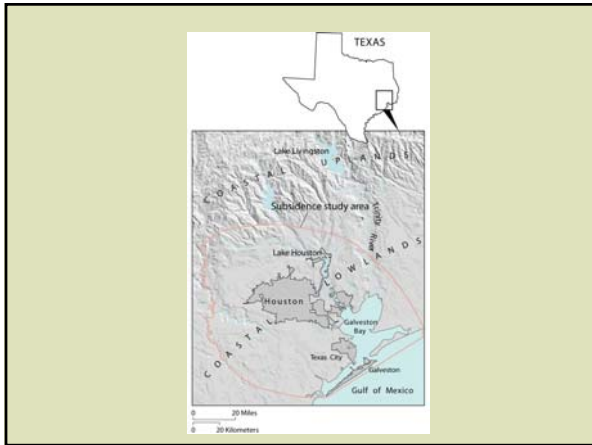 TEXAS
Lake Livingston
COASTAL UPLANDS
Subsidence study area
Trinity River
Lake Houston
COASTAL LOWLANDS
Houston
Galveston
Bay
Texas City
Galveston
Gulf of Mexico
0 20 Miles
0 20 Kilometers